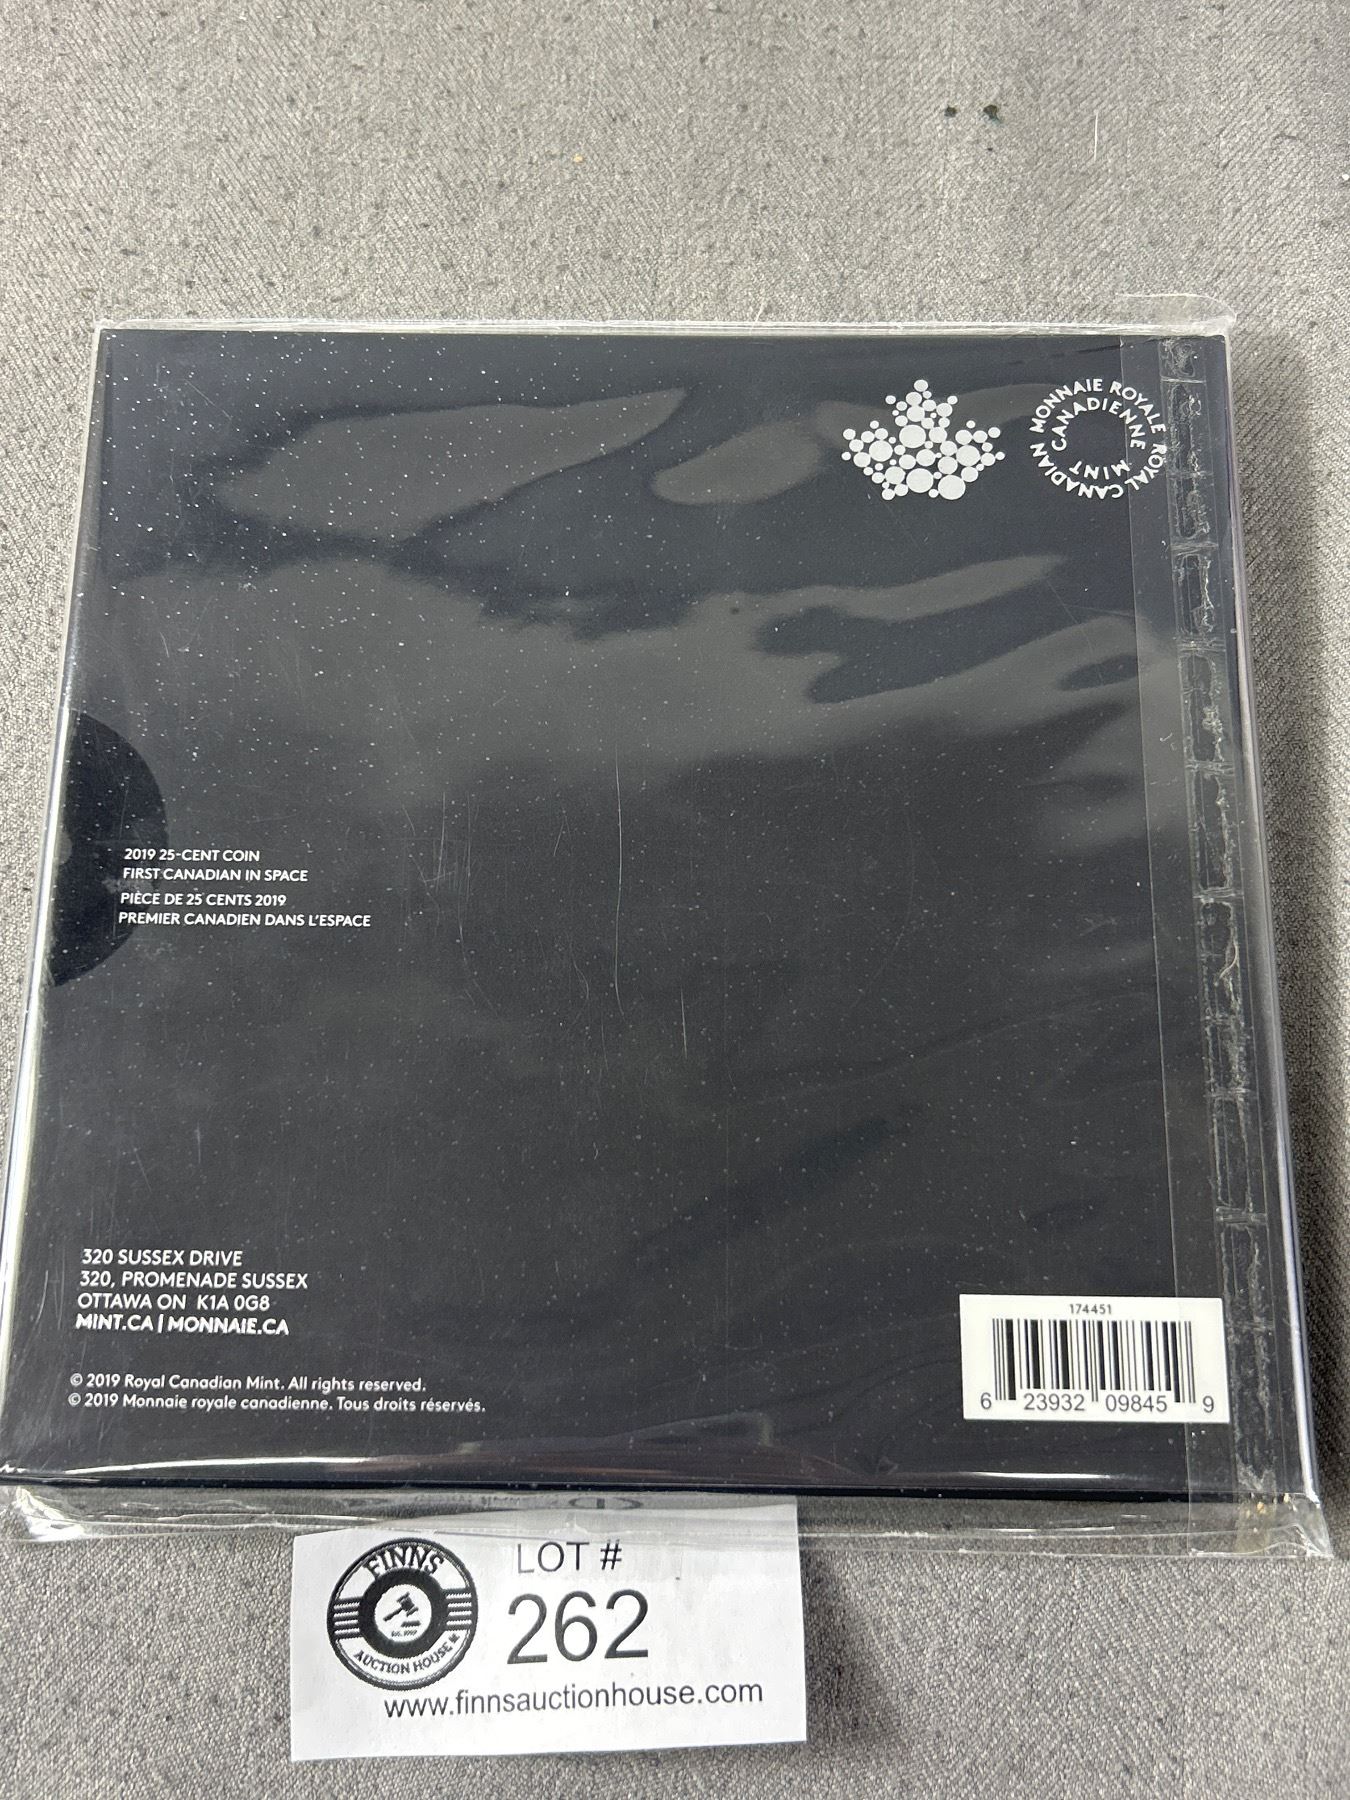 MONNAIE ROYALE CANADIENNE
ROYAL CANADIAN MINT
2019 25-CENT COIN
FIRST CANADIAN IN SPACE
PIÈCE DE 25 CENTS 2019
PREMIER CANADIEN DANS L'ESPACE
320 SUSSEX DRIVE
320, PROMENADE SUSSEX
OTTAWA ON K1A 0G8
MINT.CA | MONNAIE.CA
© 2019 Royal Canadian Mint. All rights reserved.
© 2019 Monnaie royale canadienne. Tous droits réservés.
174451
6 23932 09845 9
FINNS
AUCTION HOUSE
LOT #
262
www.finnsauctionhouse.com